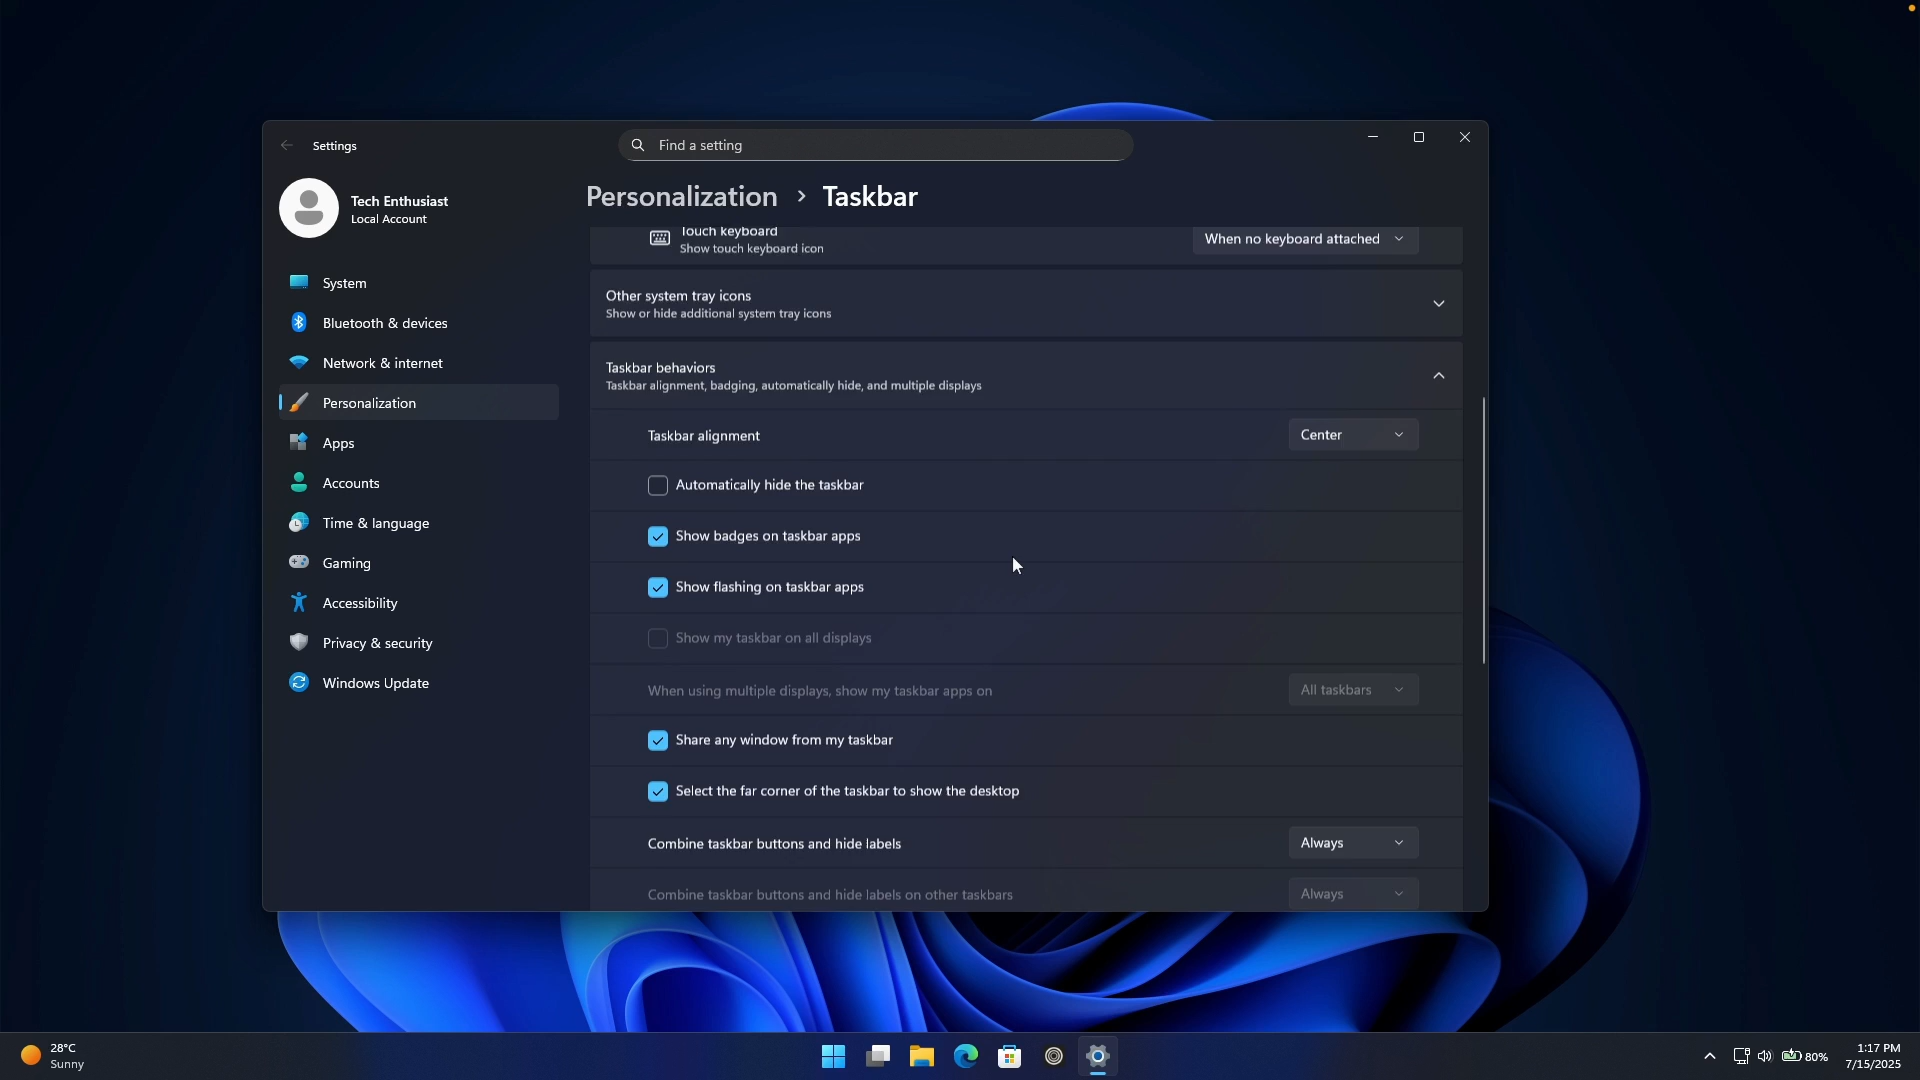 Settings
Find a setting
Tech Enthusiast
Local Account
System
Bluetooth & devices
Network & internet
Personalization
Apps
Accounts
Time & language
Gaming
Accessibility
Privacy & security
Windows Update
Personalization > Taskbar
Touch keyboard
Show touch keyboard icon
When no keyboard attached
Other system tray icons
Show or hide additional system tray icons
Taskbar behaviors
Taskbar alignment, badging, automatically hide, and multiple displays
Taskbar alignment
Center
Automatically hide the taskbar
Show badges on taskbar apps
Show flashing on taskbar apps
Show my taskbar on all displays
When using multiple displays, show my taskbar apps on
All taskbars
Share any window from my taskbar
Select the far corner of the taskbar to show the desktop
Combine taskbar buttons and hide labels
Always
Combine taskbar buttons and hide labels on other taskbars
Always
28°C
Sunny
80%
1:17 PM
7/15/2025